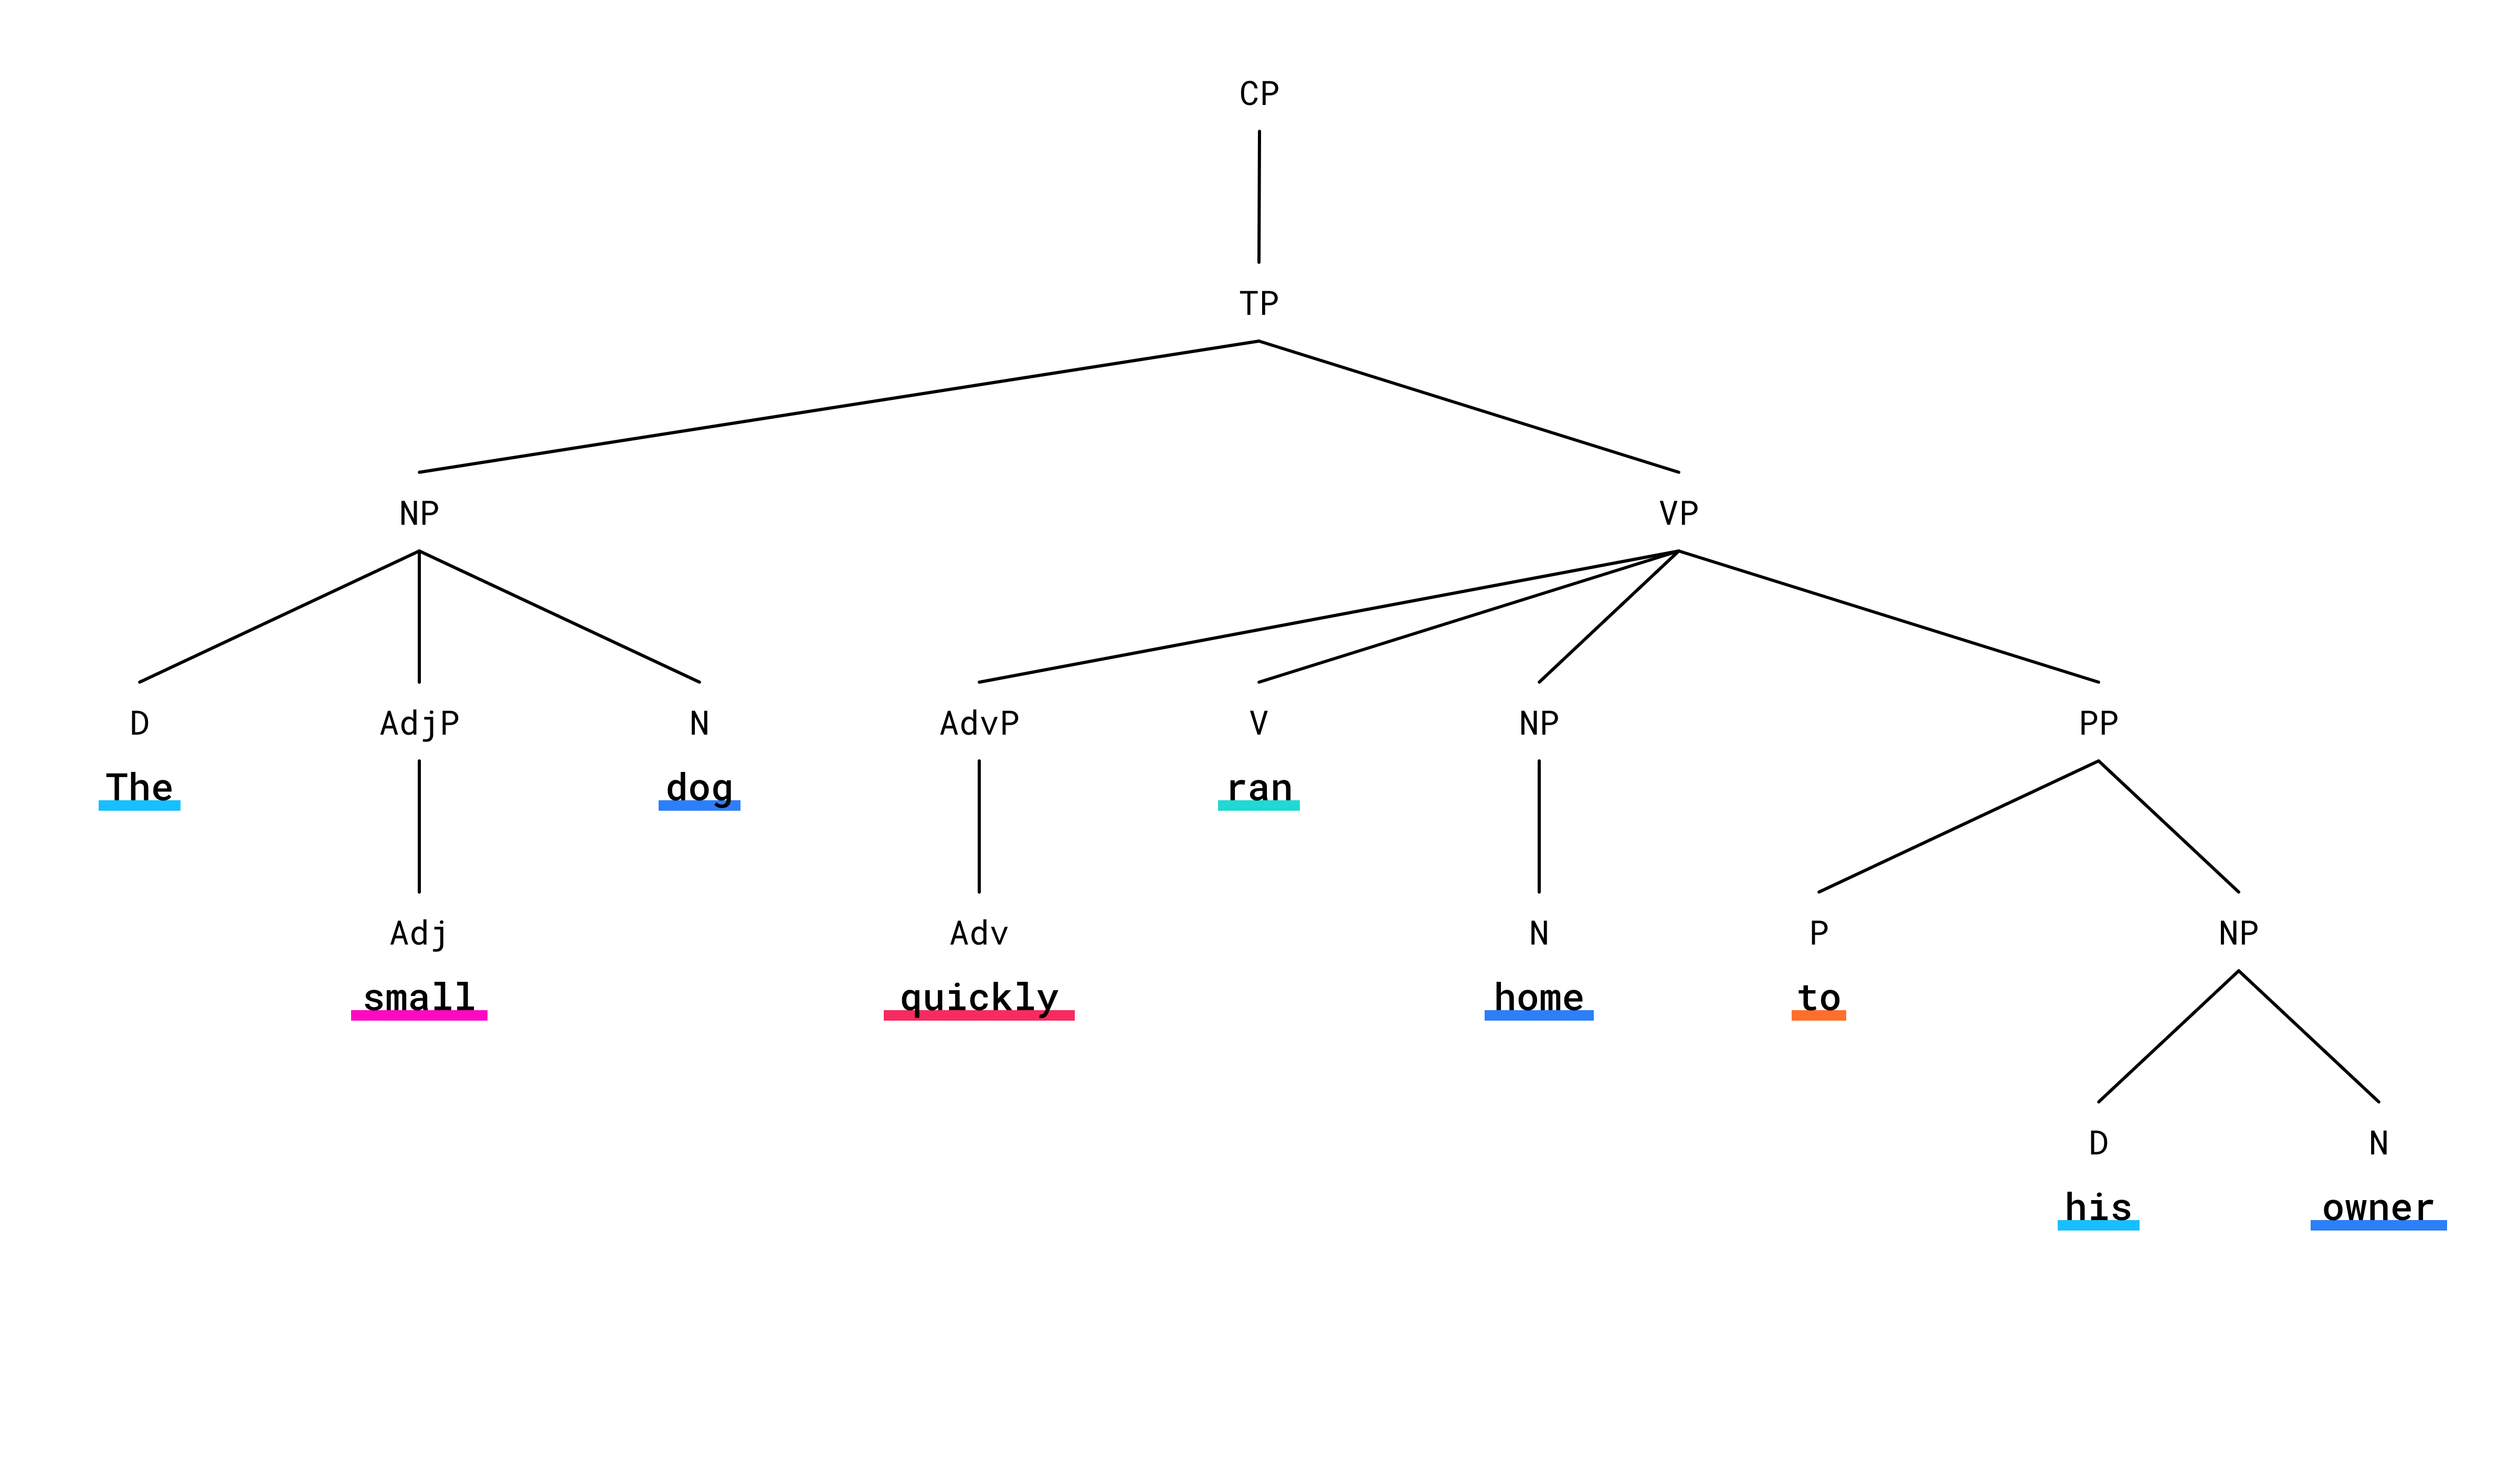 CP
TP
NP VP
D AdjP N AdvP V NP PP
The dog ran
Adj Adv N P NP
small quickly home to
D N
his owner